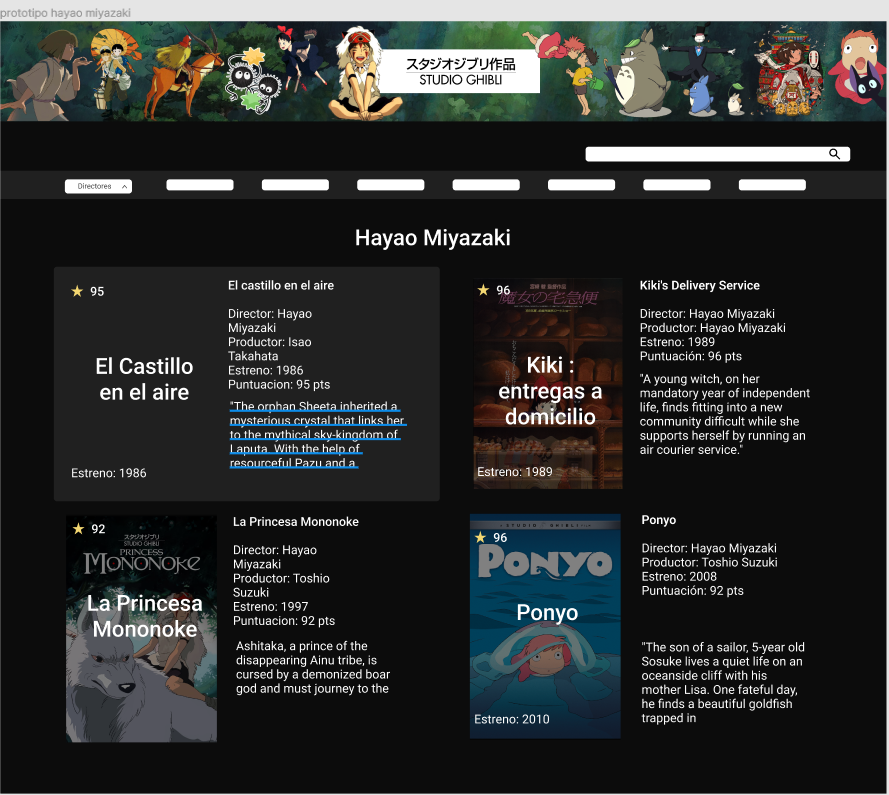 prototipo hayao miyazaki
スタジオジブリ作品
STUDIO GHIBLI
Directores
Hayao Miyazaki
95
El Castillo
en el aire
Estreno: 1986
El castillo en el aire
Director: Hayao
Miyazaki
Productor: Isao
Takahata
Estreno: 1986
Puntuacion: 95 pts
"The orphan Sheeta inherited a
mysterious crystal that links her
to the mythical sky-kingdom of
Laputa. With the help of
resourceful Pazu and a
96
魔女の宅急便
Kiki :
entregas a
domicilio
Estreno: 1989
Kiki's Delivery Service
Director: Hayao Miyazaki
Productor: Hayao Miyazaki
Estreno: 1989
Puntuación: 96 pts
"A young witch, on her
mandatory year of independent
life, finds fitting into a new
community difficult while she
supports herself by running an
air courier service."
92
スタジオジブリ
STUDIO GHIBLI
PRINCESS
MONONOKE
La Princesa
Mononoke
La Princesa Mononoke
Director: Hayao
Miyazaki
Productor: Toshio
Suzuki
Estreno: 1997
Puntuacion: 92 pts
Ashitaka, a prince of the
disappearing Ainu tribe, is
cursed by a demonized boar
god and must journey to the
A STUDIO GHIBLI FILM
96
PONYO
Ponyo
Estreno: 2010
Ponyo
Director: Hayao Miyazaki
Productor: Toshio Suzuki
Estreno: 2008
Puntuación: 92 pts
"The son of a sailor, 5-year old
Sosuke lives a quiet life on an
oceanside cliff with his
mother Lisa. One fateful day,
he finds a beautiful goldfish
trapped in